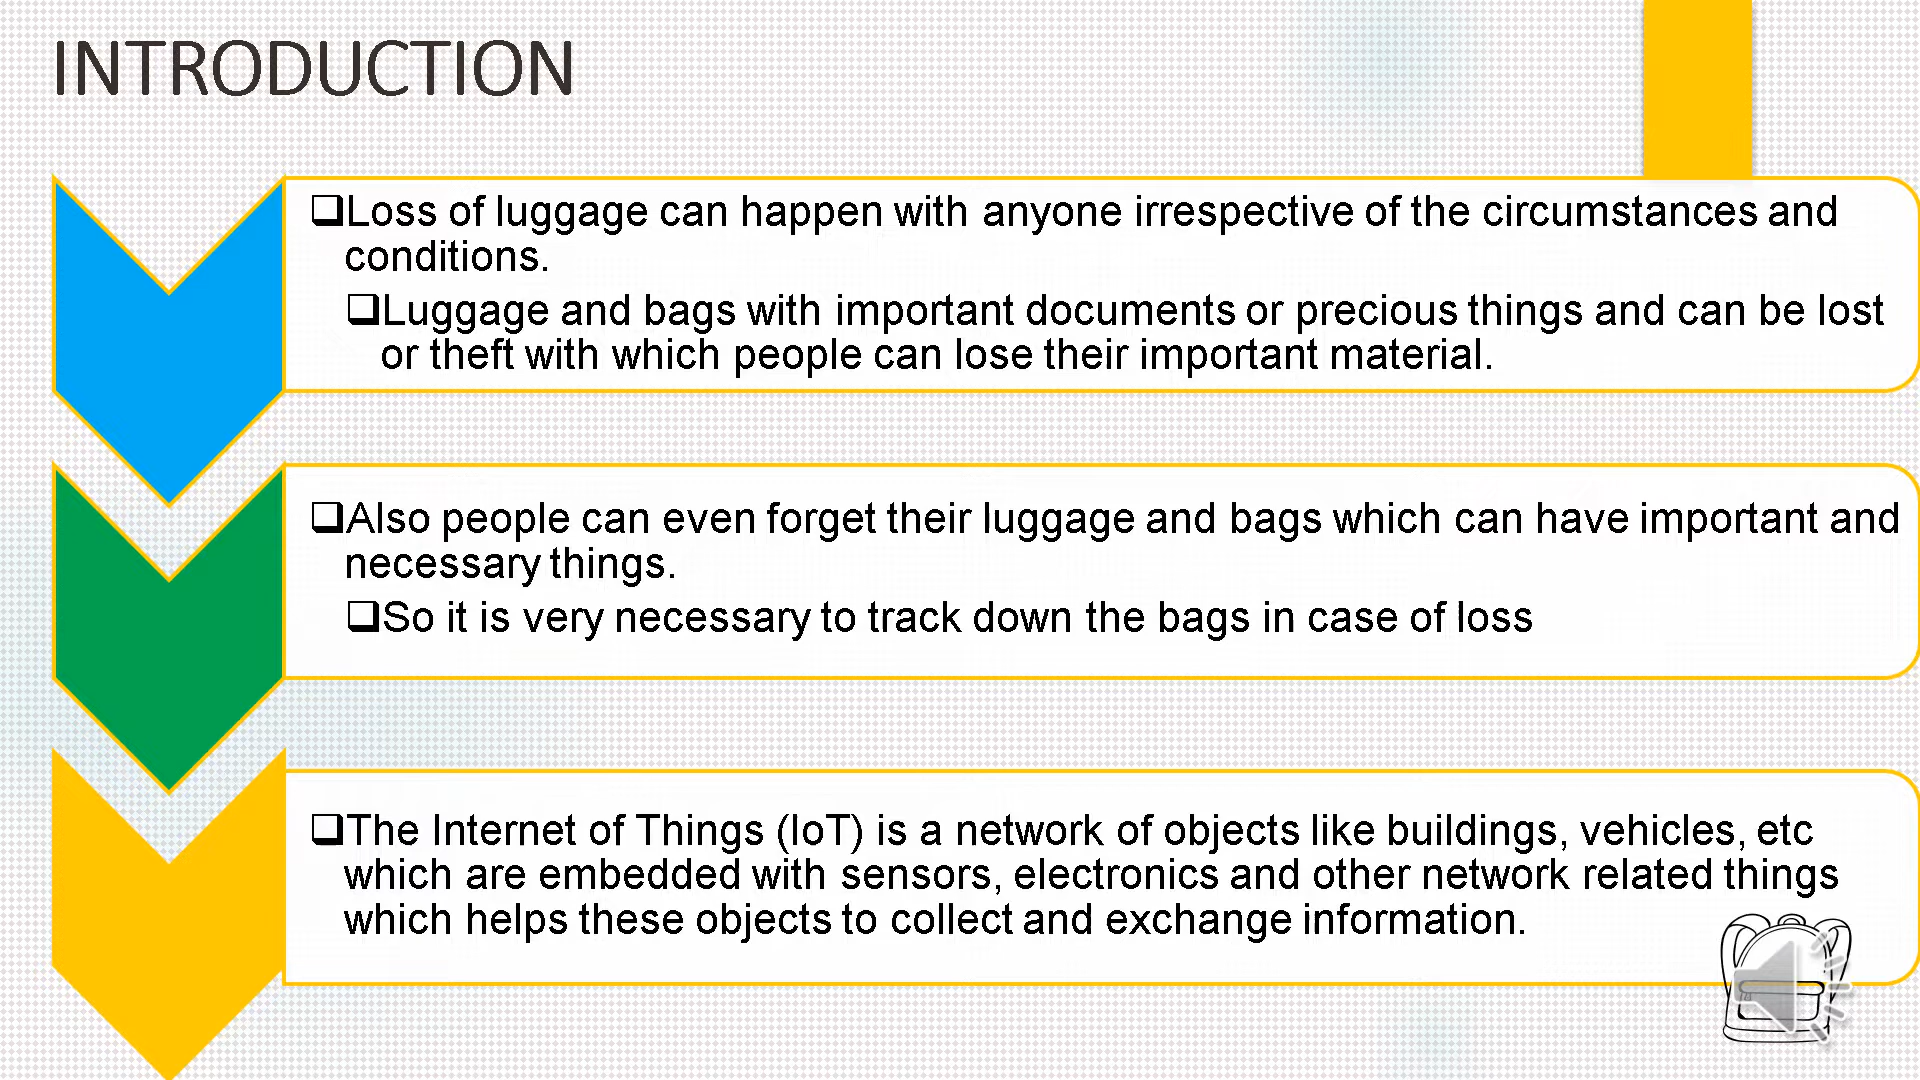 INTRODUCTION
❑Loss of luggage can happen with anyone irrespective of the circumstances and
conditions.
❑Luggage and bags with important documents or precious things and can be lost
or theft with which people can lose their important material.
❑Also people can even forget their luggage and bags which can have important and
necessary things.
❑So it is very necessary to track down the bags in case of loss
❑The Internet of Things (IoT) is a network of objects like buildings, vehicles, etc
which are embedded with sensors, electronics and other network related things
which helps these objects to collect and exchange information.